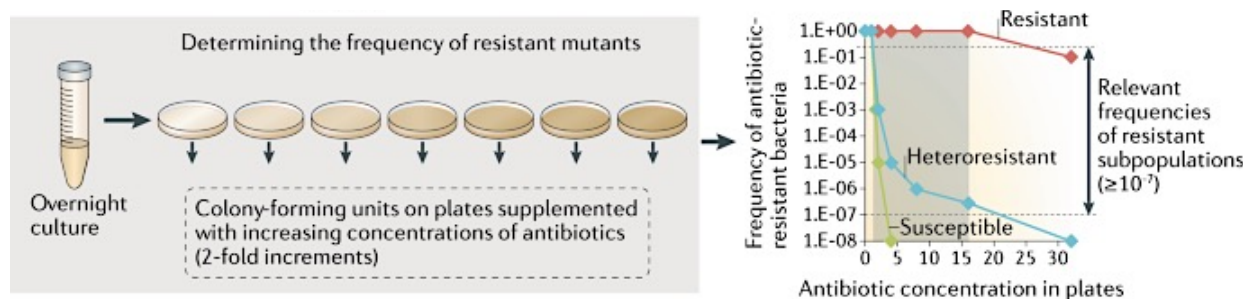 Determining the frequency of resistant mutants
Overnight
culture
Colony-forming units on plates supplemented
with increasing concentrations of antibiotics
(2-fold increments)
Frequency of antibiotic-
resistant bacteria
1.E+00
1.E-01
1.E-02
1.E-03
1.E-04
1.E-05
1.E-06
1.E-07
1.E-08
Resistant
Heteroresistant
Susceptible
0 5 10 15 20 25 30
Antibiotic concentration in plates
Relevant
frequencies
of resistant
subpopulations
(≥10⁻⁷)